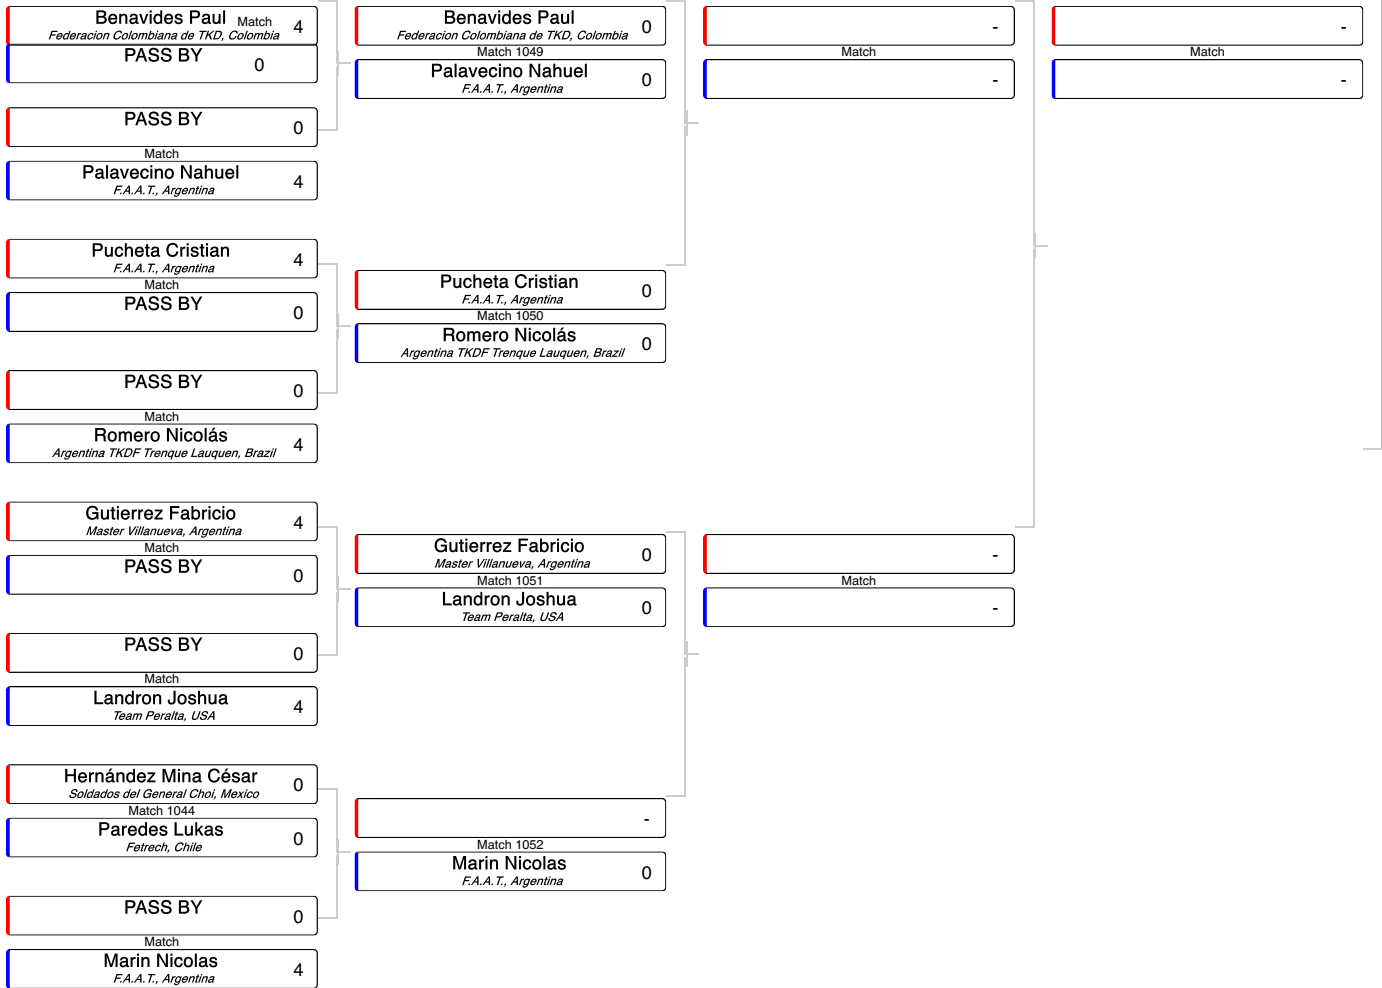 Benavides Paul
Match
4
Federacion Colombiana de TKD, Colombia
PASS BY
0
PASS BY
0
Match
Palavecino Nahuel
4
F.A.A.T., Argentina
Pucheta Cristian
4
F.A.A.T., Argentina
Match
PASS BY
0
PASS BY
0
Match
Romero Nicolás
4
Argentina TKDF Trenque Lauquen, Brazil
Gutierrez Fabricio
4
Master Villanueva, Argentina
Match
PASS BY
0
PASS BY
0
Match
Landron Joshua
4
Team Peralta, USA
Hernández Mina César
0
Soldados del General Choi, Mexico
Match 1044
Paredes Lukas
0
Fetrech, Chile
PASS BY
0
Match
Marin Nicolas
4
F.A.A.T., Argentina
Benavides Paul
0
Federacion Colombiana de TKD, Colombia
Match 1049
Palavecino Nahuel
0
F.A.A.T., Argentina
Pucheta Cristian
0
F.A.A.T., Argentina
Match 1050
Romero Nicolás
0
Argentina TKDF Trenque Lauquen, Brazil
Gutierrez Fabricio
0
Master Villanueva, Argentina
Match 1051
Landron Joshua
0
Team Peralta, USA
-
Match 1052
Marin Nicolas
0
F.A.A.T., Argentina
-
Match
-
-
Match
-
-
Match
-